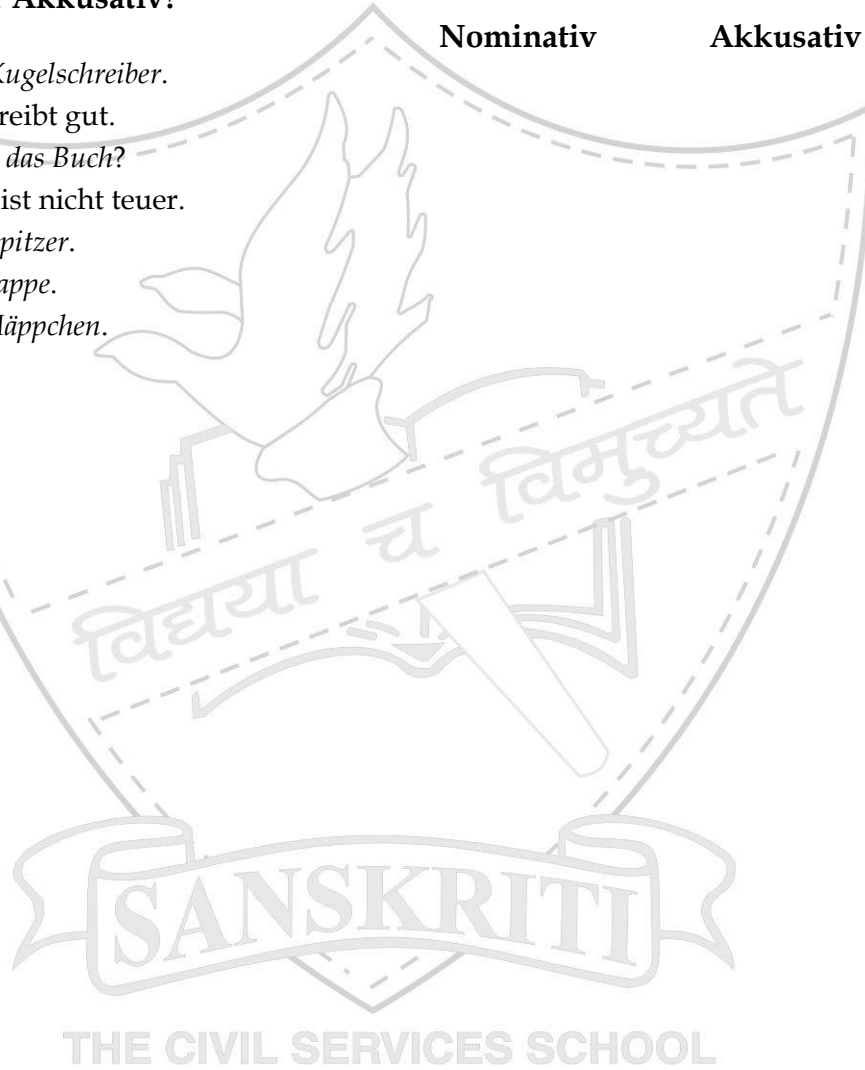 Akkusativ?
Nominativ Akkusativ
Kugelschreiber.
reibt gut.
das Buch?
ist nicht teuer.
pitzer.
appe.
Mäppchen.
विद्यया च विमुच्यते
SANSKRITI
THE CIVIL SERVICES SCHOOL